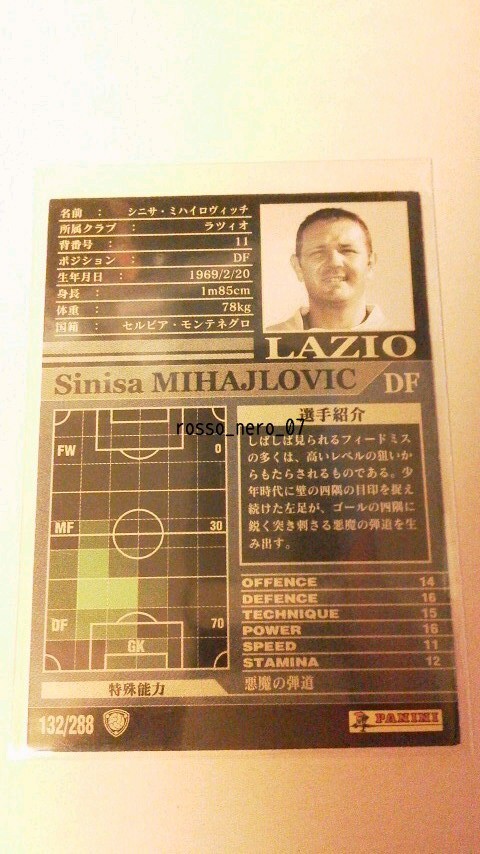 名前 : シニサ・ミハイロヴィッチ
所属クラブ : ラツィオ
背番号 : 11
ポジション : DF
生年月日 : 1969/2/20
身長 : 1m85cm
体重 : 78kg
国籍 : セルビア・モンテネグロ
LAZIO
Sinisa MIHAJLOVIC DF
rosso_nero_07
FW 0
MF 30
DF 70
GK
選手紹介
しばしば見られるフィードミス
の多くは、高いレベルの狙いか
らもたらされるものである。少
年時代に壁の四隅の目印を捉え
続けた左足が、ゴールの四隅に
鋭く突き刺さる悪魔の弾道を生
み出す。
OFFENCE 14
DEFENCE 16
TECHNIQUE 15
POWER 16
SPEED 11
STAMINA 12
特殊能力 悪魔の弾道
132/288
PANINI